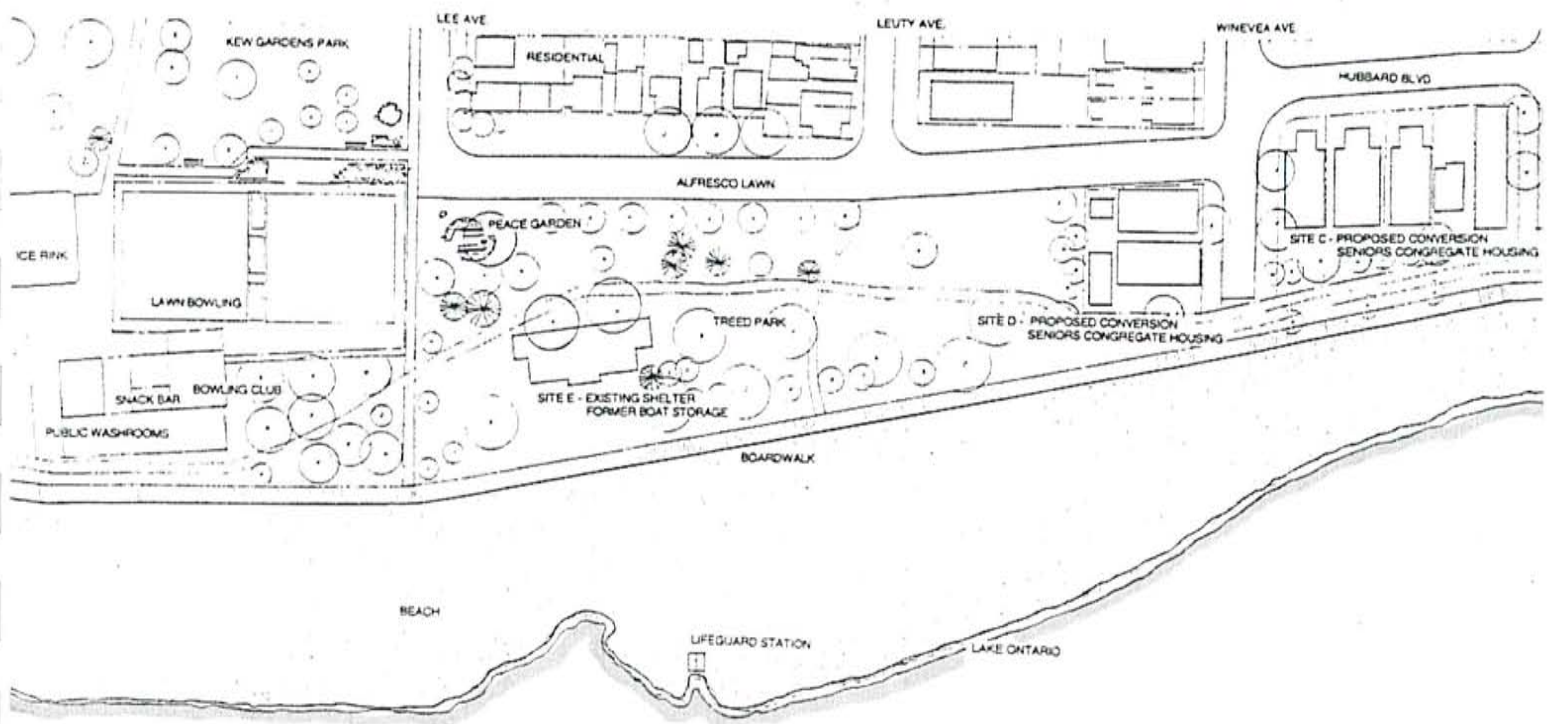 LEE AVE
LEUTY AVE.
WINEVEA AVE.
KEW GARDENS PARK
RESIDENTIAL
HUBBARD BLVD
ALFRESCO LAWN
PEACE GARDEN
ICE RINK
SITE C - PROPOSED CONVERSION
SENIORS CONGREGATE HOUSING
LAWN BOWLING
TREED PARK
SITE D - PROPOSED CONVERSION
SENIORS CONGREGATE HOUSING
BOWLING CLUB
SNACK BAR
SITE E - EXISTING SHELTER
FORMER BOAT STORAGE
PUBLIC WASHROOMS
BOARDWALK
BEACH
LIFEGUARD STATION
LAKE ONTARIO